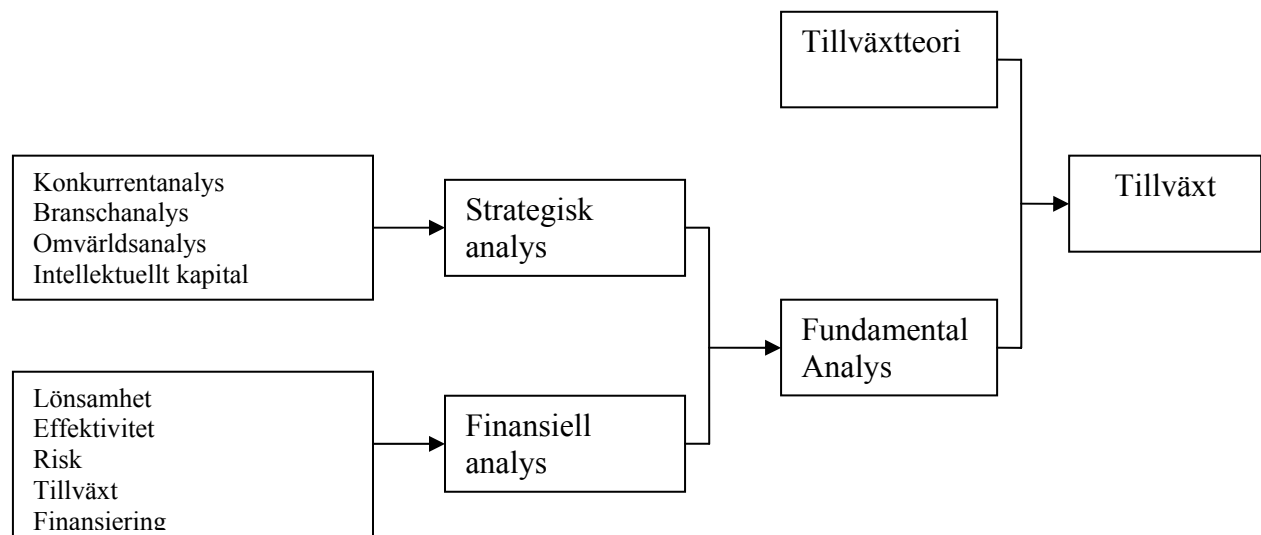 Tillväxtteori
Tillväxt
Konkurrentanalys
Branschanalys
Omvärldsanalys
Intellektuellt kapital
Strategisk
analys
Fundamental
Analys
Lönsamhet
Effektivitet
Risk
Tillväxt
Finansiering
Finansiell
analys